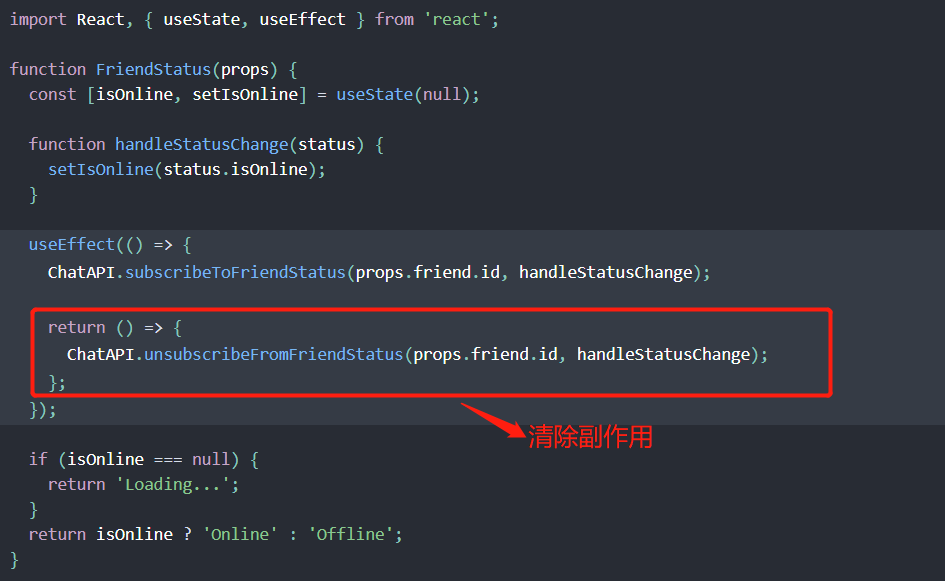 import React, { useState, useEffect } from 'react';
function FriendStatus(props) {
const [isOnline, setIsOnline] = useState(null);
function handleStatusChange(status) {
setIsOnline(status.isOnline);
}
useEffect(() => {
ChatAPI.subscribeToFriendStatus(props.friend.id, handleStatusChange);
return () => {
ChatAPI.unsubscribeFromFriendStatus(props.friend.id, handleStatusChange);
};
});
清除副作用
if (isOnline === null) {
return 'Loading...';
}
return isOnline ? 'Online' : 'Offline';
}